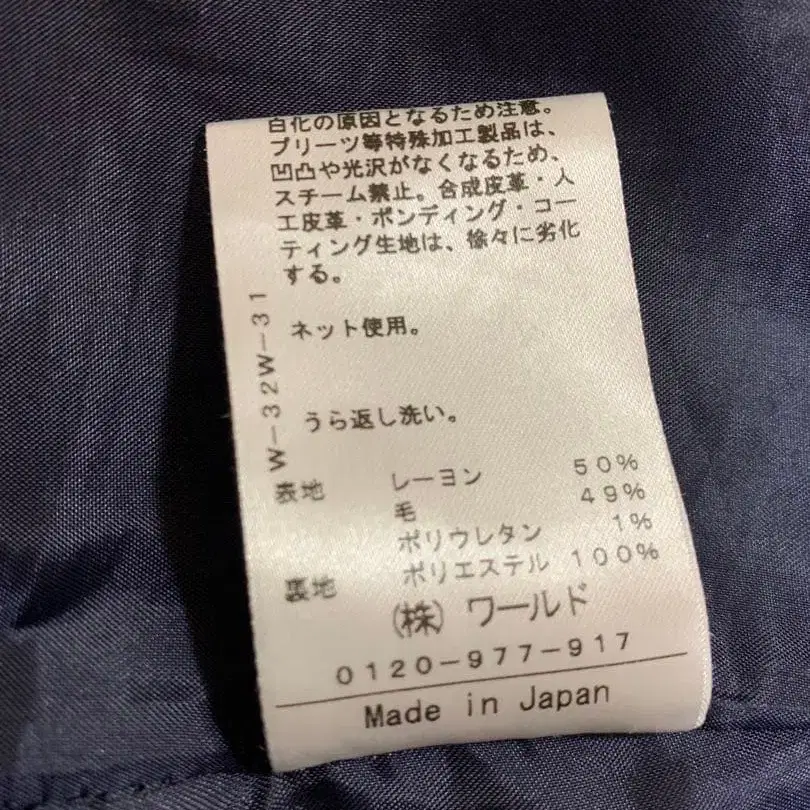 白化の原因となるため注意。
プリーツ等特殊加工製品は、
凹凸や光沢がなくなるため、
スチーム禁止。合成皮革・人
工皮革・ボンディング・コー
ティング生地は、徐々に劣化
する。
ネット使用。
うら返し洗い。
W-32W-31
表地 レーヨン 50%
毛 49%
ポリウレタン 1%
裏地 ポリエステル 100%
(株) ワールド
0120-977-917
Made in Japan